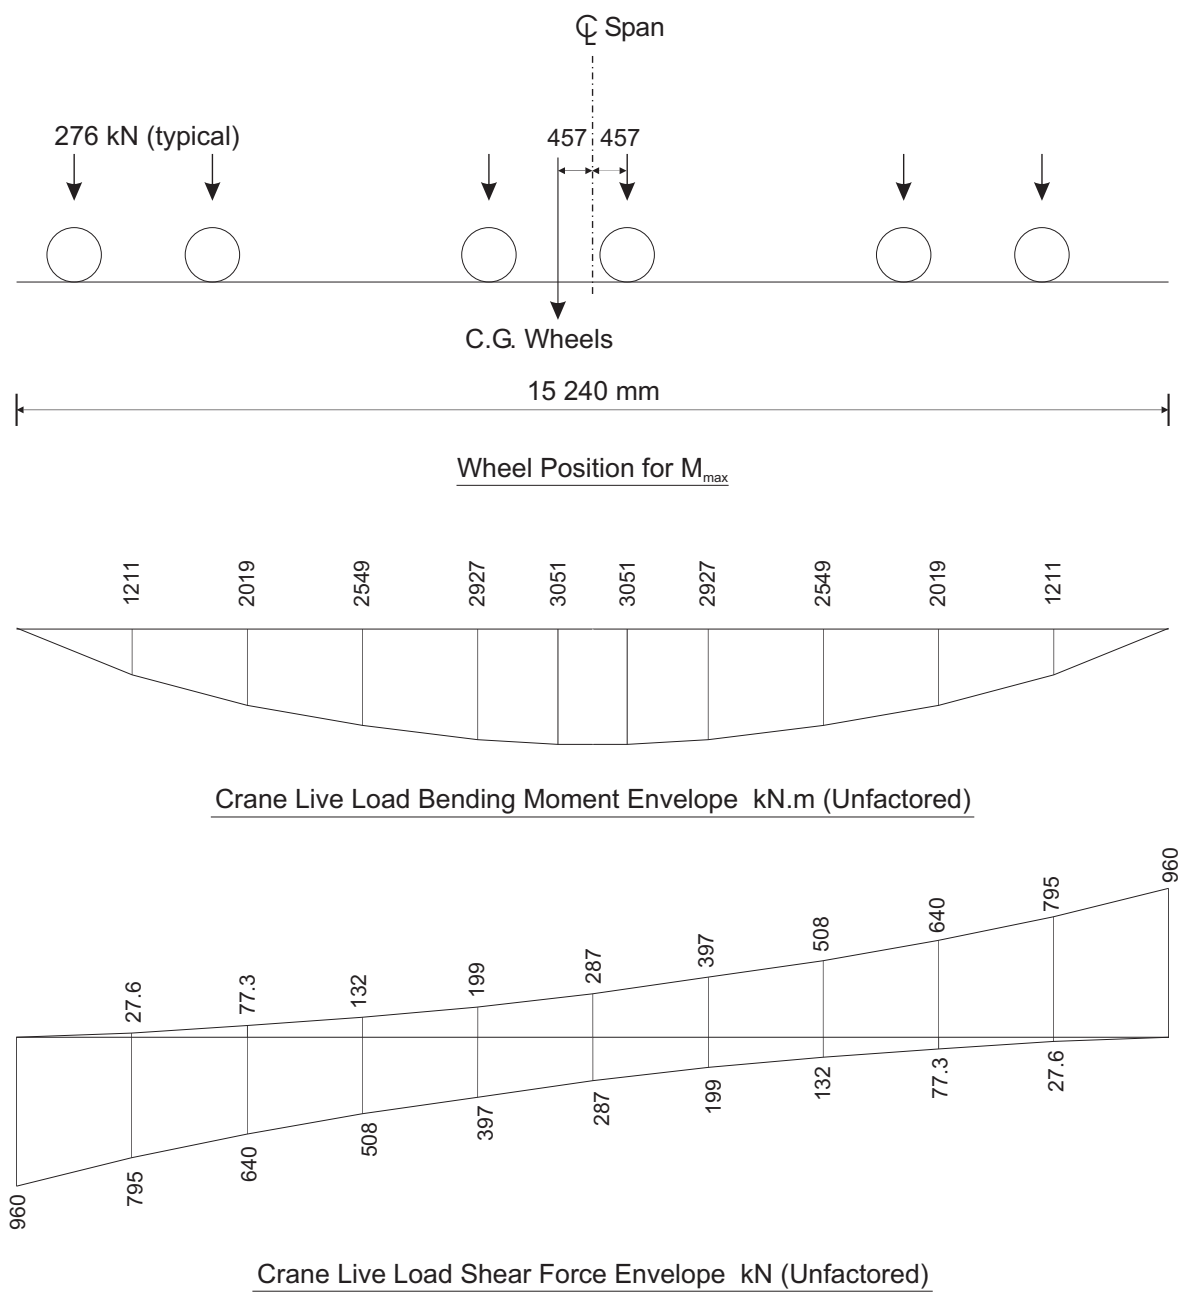 ℄ Span
276 kN (typical)
457 457
C.G. Wheels
15 240 mm
Wheel Position for Mmax
1211 2019 2549 2927 3051 3051 2927 2549 2019 1211
Crane Live Load Bending Moment Envelope kN.m (Unfactored)
27.6 77.3 132 199 287 397 508 640 795 960
960 795 640 508 397 287 199 132 77.3 27.6
Crane Live Load Shear Force Envelope kN (Unfactored)